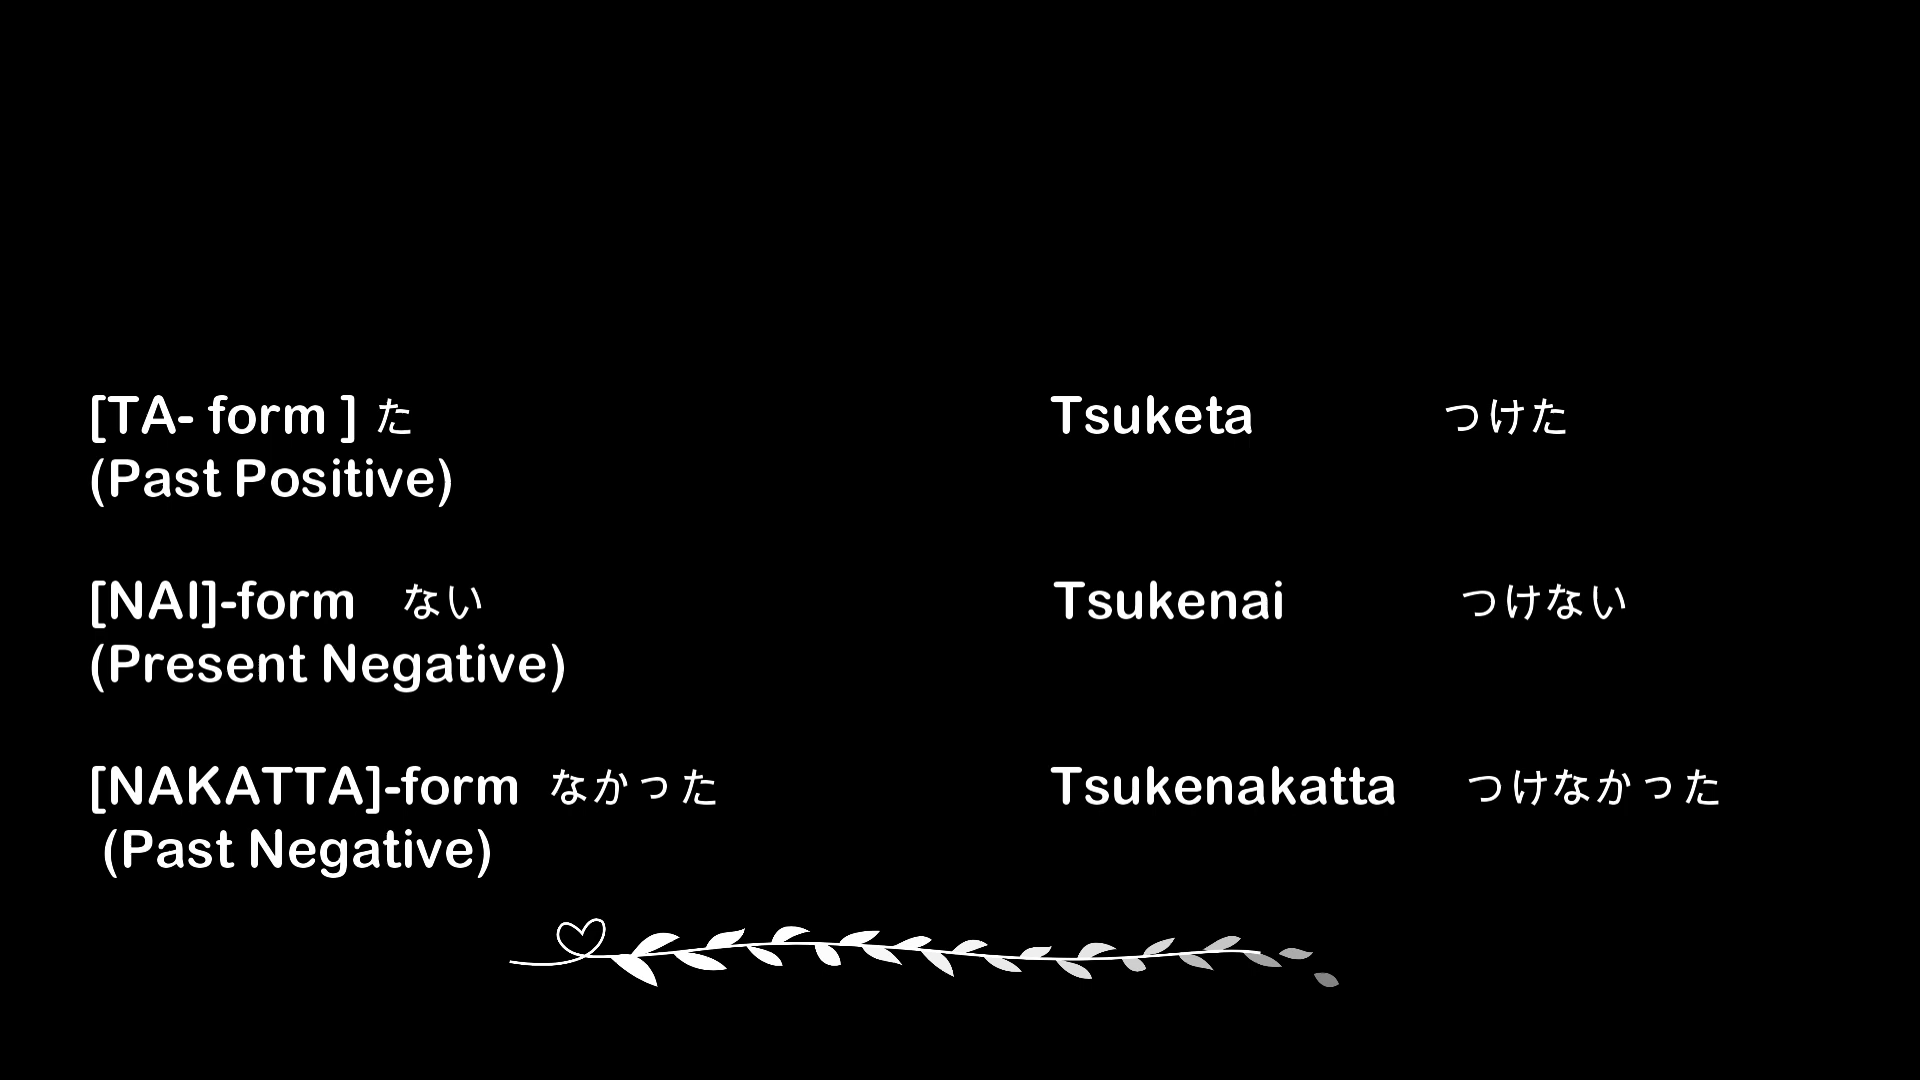 [TA- form ] た Tsuketa つけた
(Past Positive)
[NAI]-form ない Tsukenai つけない
(Present Negative)
[NAKATTA]-form なかった Tsukenakatta つけなかった
(Past Negative)